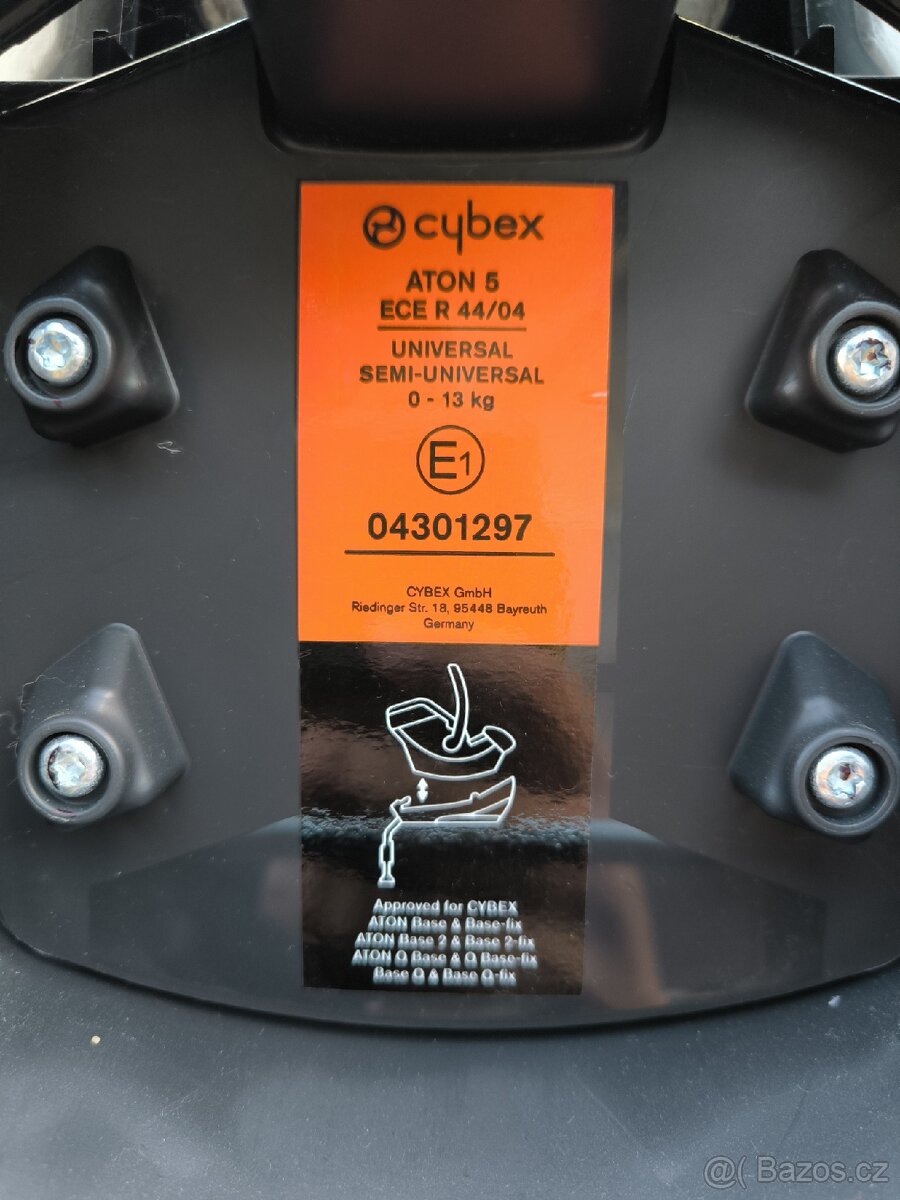 cybex
ATON 5
ECE R 44/04
UNIVERSAL
SEMI-UNIVERSAL
0 - 13 kg
E1
04301297
CYBEX GmbH
Riedinger Str. 18, 95448 Bayreuth
Germany
Approved for CYBEX
ATON Base & Base-fix
ATON Base 2 & Base 2-fix
ATON Q Base & Q Base-fix
Base Q & Base Q-fix
@( Bazos.cz